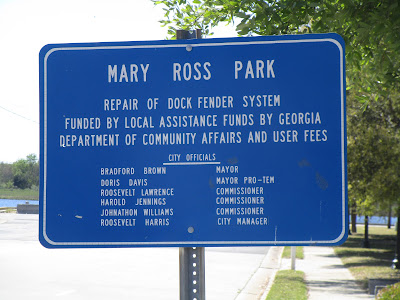 MARY ROSS PARK
REPAIR OF DOCK FENDER SYSTEM
FUNDED BY LOCAL ASSISTANCE FUNDS BY GEORGIA
DEPARTMENT OF COMMUNITY AFFAIRS AND USER FEES
CITY OFFICIALS
BRADFORD BROWN MAYOR
DORIS DAVIS MAYOR PRO-TEM
ROOSEVELT LAWRENCE COMMISSIONER
HAROLD JENNINGS COMMISSIONER
JOHNATHON WILLIAMS COMMISSIONER
ROOSEVELT HARRIS CITY MANAGER